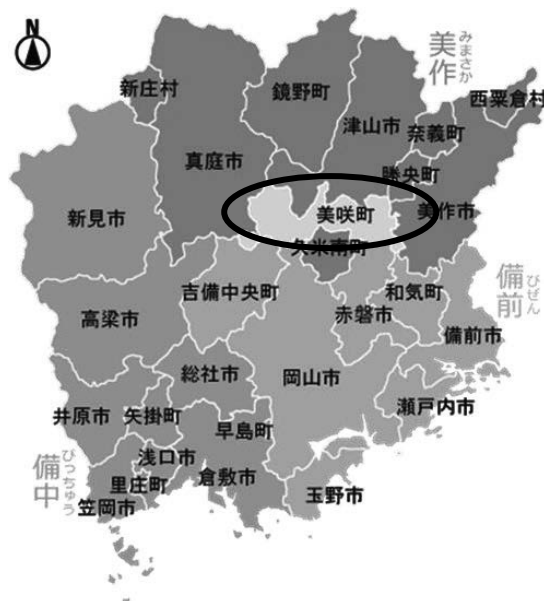 N
新庄村
鏡野町
美作
みまさか
西粟倉村
津山市
奈義町
真庭市
勝央町
新見市
美咲町
美作市
久米南町
吉備中央町
和気町
備前
びぜん
高梁市
赤磐市
備前市
総社市
岡山市
瀬戸内市
井原市
矢掛町
早島町
浅口市
備中
びっちゅう
里庄町
倉敷市
玉野市
笠岡市